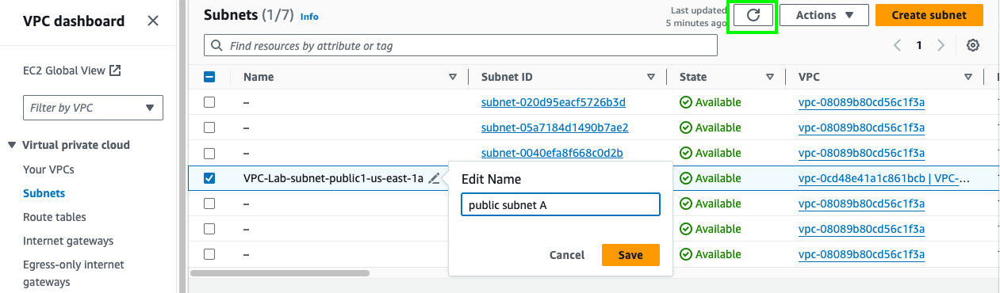 VPC dashboard
EC2 Global View
Filter by VPC
Virtual private cloud
Your VPCs
Subnets
Route tables
Internet gateways
Egress-only internet
gateways
Subnets (1/7) Info
Last updated
5 minutes ago
Actions
Create subnet
Find resources by attribute or tag
1
Name Subnet ID State VPC
– subnet-020d95eacf5726b3d Available vpc-08089b80cd56c1f3a
– subnet-05a7184d1490b7ae2 Available vpc-08089b80cd56c1f3a
– subnet-0040efa8f668c0d2b Available vpc-08089b80cd56c1f3a
VPC-Lab-subnet-public1-us-east-1a Available vpc-0cd48e41a1c861bcb | VPC-...
– Available vpc-08089b80cd56c1f3a
– Available vpc-08089b80cd56c1f3a
– Available vpc-08089b80cd56c1f3a
Edit Name
public subnet A
Cancel Save